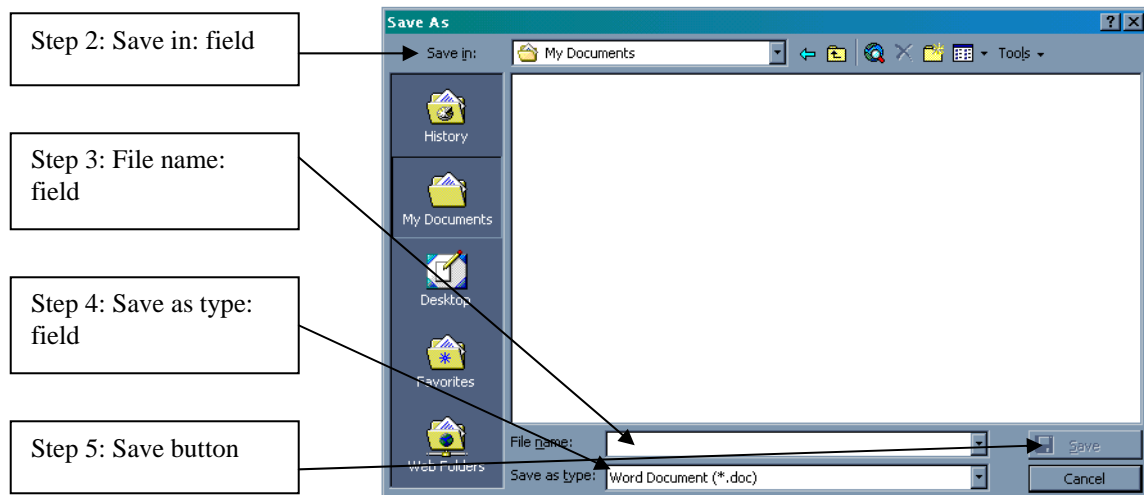 Step 2: Save in: field
Step 3: File name:
field
Step 4: Save as type:
field
Step 5: Save button
Save As
Save in:
My Documents
Tools
History
My Documents
Desktop
Favorites
Web Folders
File name:
Save
Save as type:
Word Document (*.doc)
Cancel